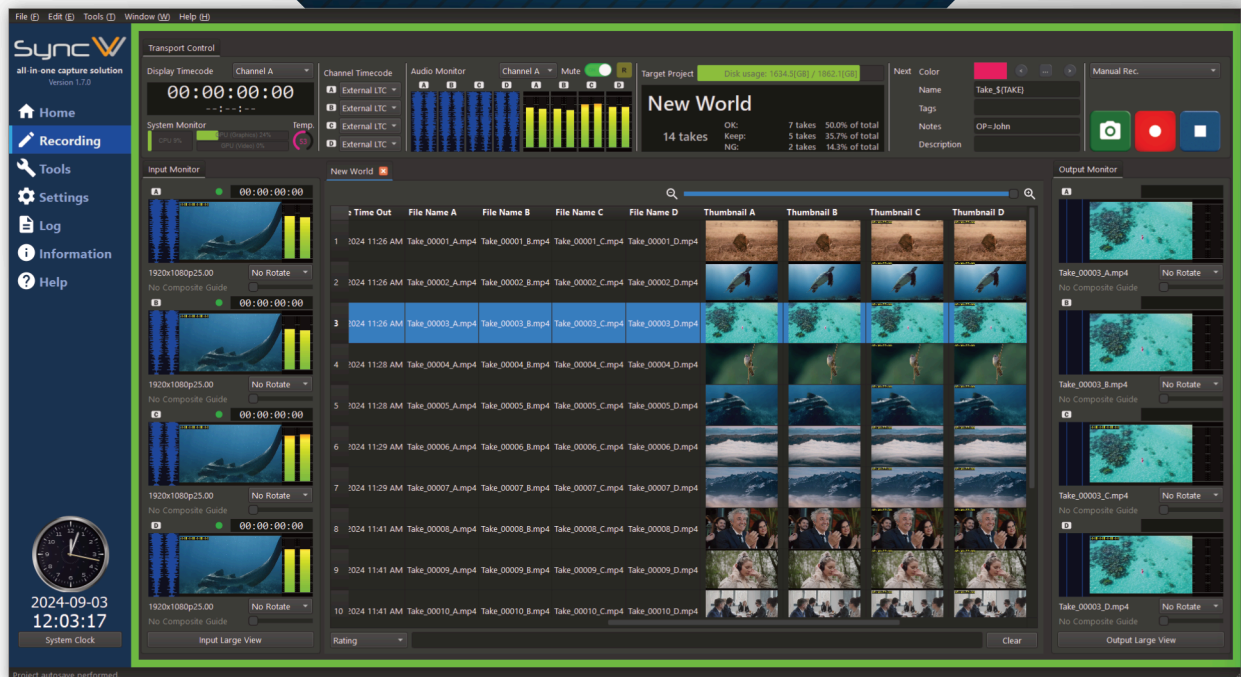 File (F) Edit (E) Tools (T) Window (W) Help (H)
Sync W
all-in-one capture solution
Version 1.7.0
Home
Recording
Tools
Settings
Log
Information
Help
2024-09-03
12:03:17
System Clock
Project autosave performed
Transport Control
Display Timecode Channel A
00:00:00:00
--:--:--
System Monitor Temp.
CPU 9%
GPU (Graphics) 24%
GPU (Video) 9%
52
Channel Timecode
A External LTC
B External LTC
C External LTC
D External LTC
Audio Monitor Channel A Mute R
A B C D A B C D
Target Project Disk usage: 1634.5[GB] / 1862.1[GB]
New World
14 takes
OK: 7 takes 50.0% of total
Keep: 5 takes 35.7% of total
NG: 2 takes 14.3% of total
Next Color ...
Name Take_${TAKE}
Tags
Notes OP=John
Description
Manual Rec.
Input Monitor
A 00:00:00:00
1920x1080p25.00 No Rotate
No Composite Guide
B 00:00:00:00
1920x1080p25.00 No Rotate
No Composite Guide
C 00:00:00:00
1920x1080p25.00 No Rotate
No Composite Guide
D 00:00:00:00
1920x1080p25.00 No Rotate
No Composite Guide
Input Large View
New World
e Time Out File Name A File Name B File Name C File Name D Thumbnail A Thumbnail B Thumbnail C Thumbnail D
1 2024 11:26 AM Take_00001_A.mp4 Take_00001_B.mp4 Take_00001_C.mp4 Take_00001_D.mp4
2 2024 11:26 AM Take_00002_A.mp4 Take_00002_B.mp4 Take_00002_C.mp4 Take_00002_D.mp4
3 2024 11:26 AM Take_00003_A.mp4 Take_00003_B.mp4 Take_00003_C.mp4 Take_00003_D.mp4
4 2024 11:28 AM Take_00004_A.mp4 Take_00004_B.mp4 Take_00004_C.mp4 Take_00004_D.mp4
5 2024 11:28 AM Take_00005_A.mp4 Take_00005_B.mp4 Take_00005_C.mp4 Take_00005_D.mp4
6 2024 11:29 AM Take_00006_A.mp4 Take_00006_B.mp4 Take_00006_C.mp4 Take_00006_D.mp4
7 2024 11:29 AM Take_00007_A.mp4 Take_00007_B.mp4 Take_00007_C.mp4 Take_00007_D.mp4
8 2024 11:41 AM Take_00008_A.mp4 Take_00008_B.mp4 Take_00008_C.mp4 Take_00008_D.mp4
9 2024 11:41 AM Take_00009_A.mp4 Take_00009_B.mp4 Take_00009_C.mp4 Take_00009_D.mp4
10 2024 11:41 AM Take_00010_A.mp4 Take_00010_B.mp4 Take_00010_C.mp4 Take_00010_D.mp4
Rating Clear
Output Monitor
A
Take_00003_A.mp4 No Rotate
No Composite Guide
B
Take_00003_B.mp4 No Rotate
No Composite Guide
C
Take_00003_C.mp4 No Rotate
No Composite Guide
D
Take_00003_D.mp4 No Rotate
No Composite Guide
Output Large View